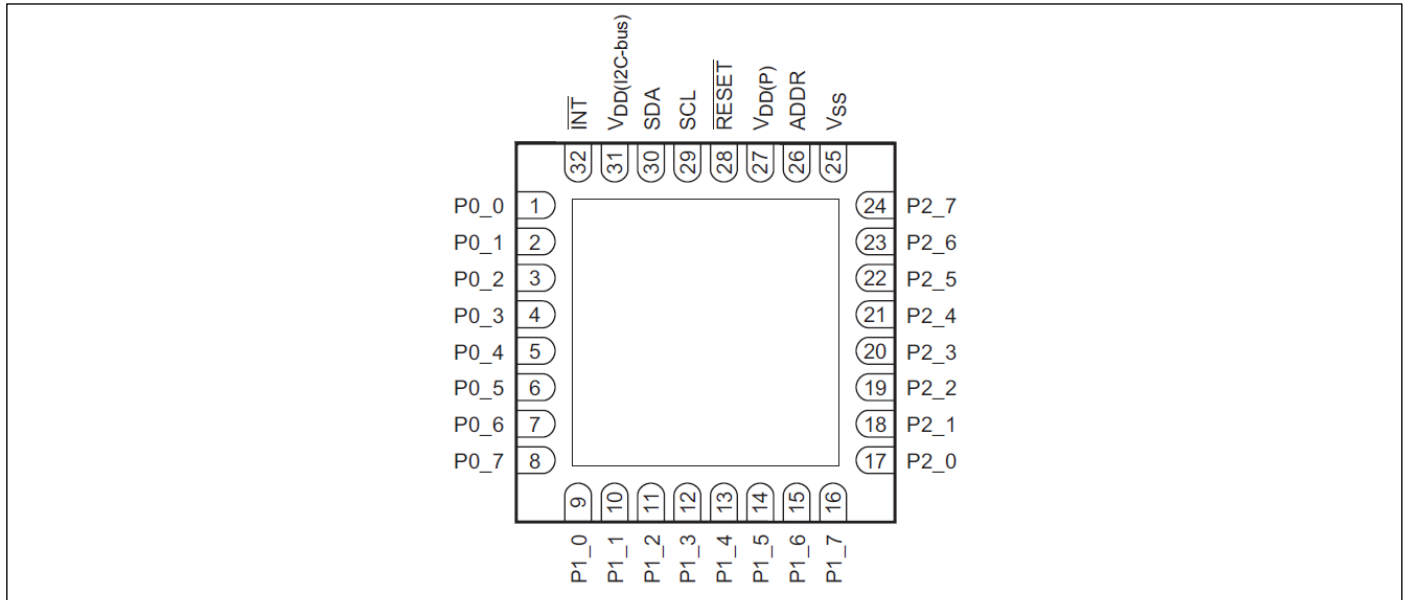 INT
VDD(I2C-bus)
SDA
SCL
RESET
VDD(P)
ADDR
VSS
32 31 30 29 28 27 26 25
P0_0 1 24 P2_7
P0_1 2 23 P2_6
P0_2 3 22 P2_5
P0_3 4 21 P2_4
P0_4 5 20 P2_3
P0_5 6 19 P2_2
P0_6 7 18 P2_1
P0_7 8 17 P2_0
9 10 11 12 13 14 15 16
P1_0
P1_1
P1_2
P1_3
P1_4
P1_5
P1_6
P1_7